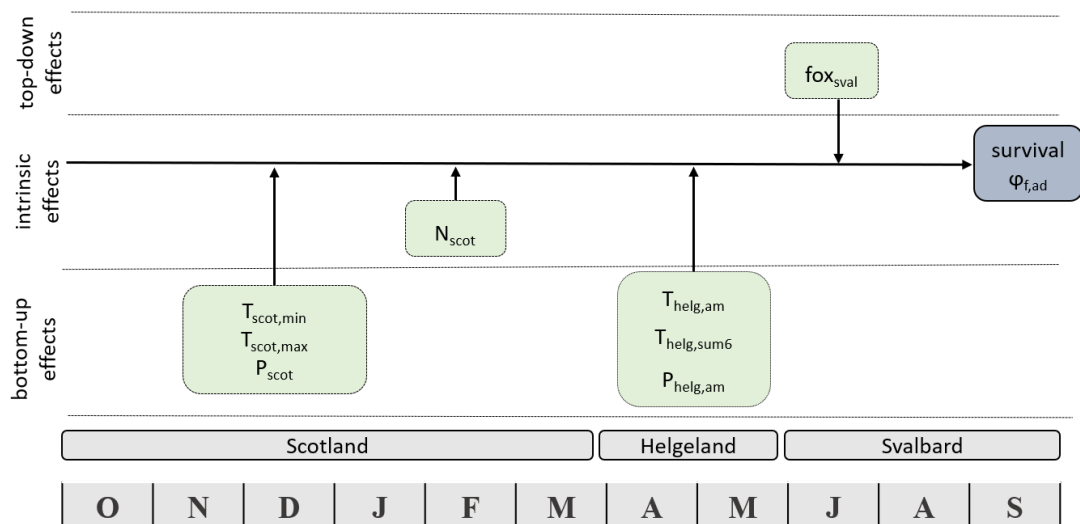 top-down
effects
fox_sval
intrinsic
effects
survival
φ_f,ad
N_scot
bottom-up
effects
T_scot,min
T_scot,max
P_scot
T_helg,am
T_helg,sum6
P_helg,am
Scotland Helgeland Svalbard
O N D J F M A M J A S